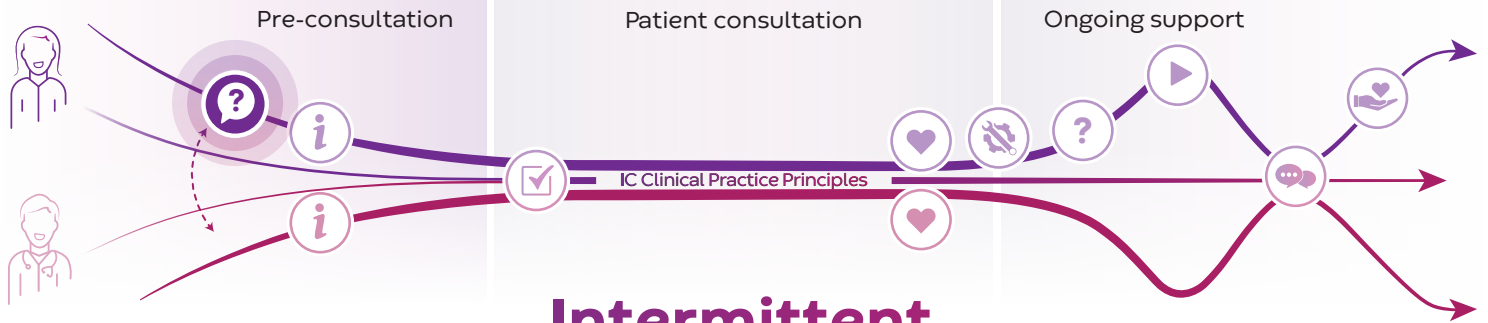 Pre-consultation
Patient consultation
Ongoing support
?
i
?
IC Clinical Practice Principles
i
Intermittent